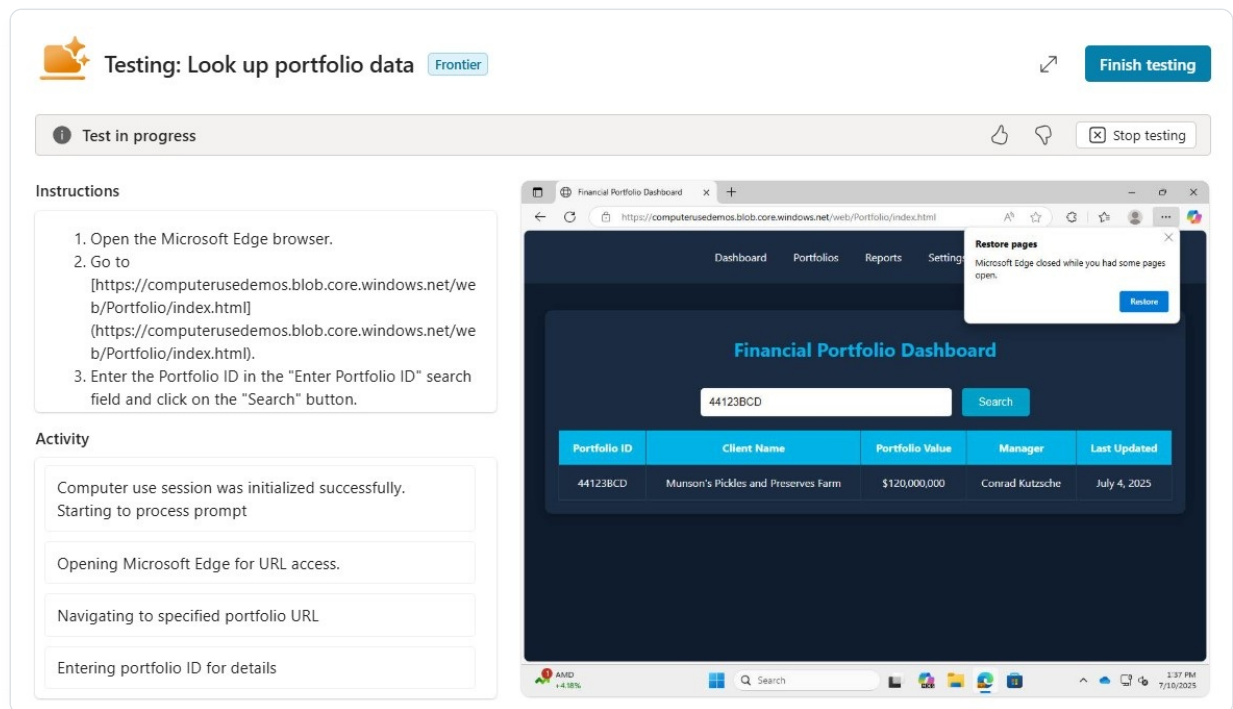 Testing: Look up portfolio data
Frontier
Finish testing
Test in progress
Stop testing
Instructions
1. Open the Microsoft Edge browser.
2. Go to
[https://computerusedemos.blob.core.windows.net/we
b/Portfolio/index.html]
(https://computerusedemos.blob.core.windows.net/we
b/Portfolio/index.html).
3. Enter the Portfolio ID in the "Enter Portfolio ID" search
field and click on the "Search" button.
Activity
Computer use session was initialized successfully.
Starting to process prompt
Opening Microsoft Edge for URL access.
Navigating to specified portfolio URL
Entering portfolio ID for details
Financial Portfolio Dashboard
https://computerusedemos.blob.core.windows.net/web/Portfolio/index.html
Dashboard Portfolios Reports Settings
Restore pages
Microsoft Edge closed while you had some pages
open.
Restore
Financial Portfolio Dashboard
44123BCD
Search
Portfolio ID Client Name Portfolio Value Manager Last Updated
44123BCD Munson's Pickles and Preserves Farm $120,000,000 Conrad Kutzsche July 4, 2025
1
AMD
+4.18%
Search
1:37 PM
7/10/2025